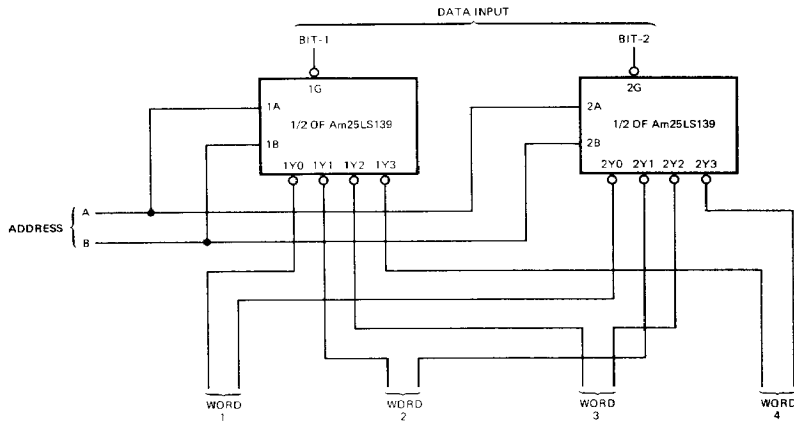 DATA INPUT
BIT-1
BIT-2
1G
2G
1A
2A
1/2 OF Am25LS139
1/2 OF Am25LS139
1B
2B
1Y0 1Y1 1Y2 1Y3
2Y0 2Y1 2Y2 2Y3
A
ADDRESS
B
WORD
1
WORD
2
WORD
3
WORD
4